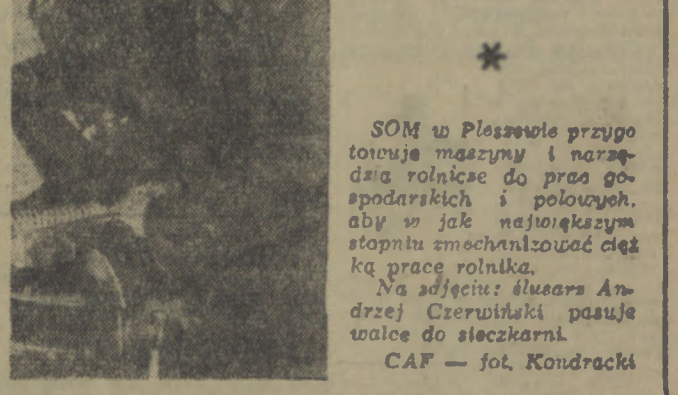 *
SOM w Pleszewie przygo
towuje maszyny i narzę-
dzia rolnicze do prac go-
spodarskich i polowych,
aby w jak największym
stopniu zmechanizować cięż
ką pracę rolnika.
Na zdjęciu: ślusarz An-
drzej Czerwiński pasuje
walce do sieczkarni.
CAF — fot. Kondracki